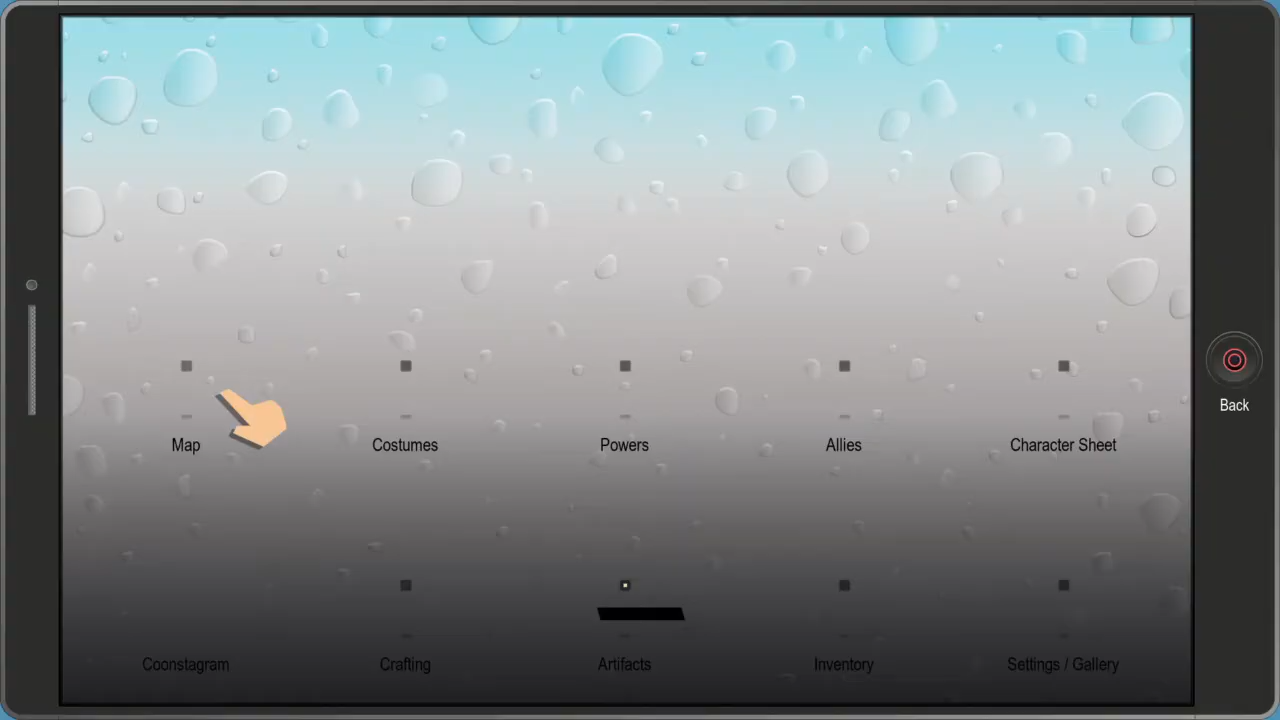 Map
Costumes
Powers
Allies
Character Sheet
Back
Coonstagram
Crafting
Artifacts
Inventory
Settings / Gallery